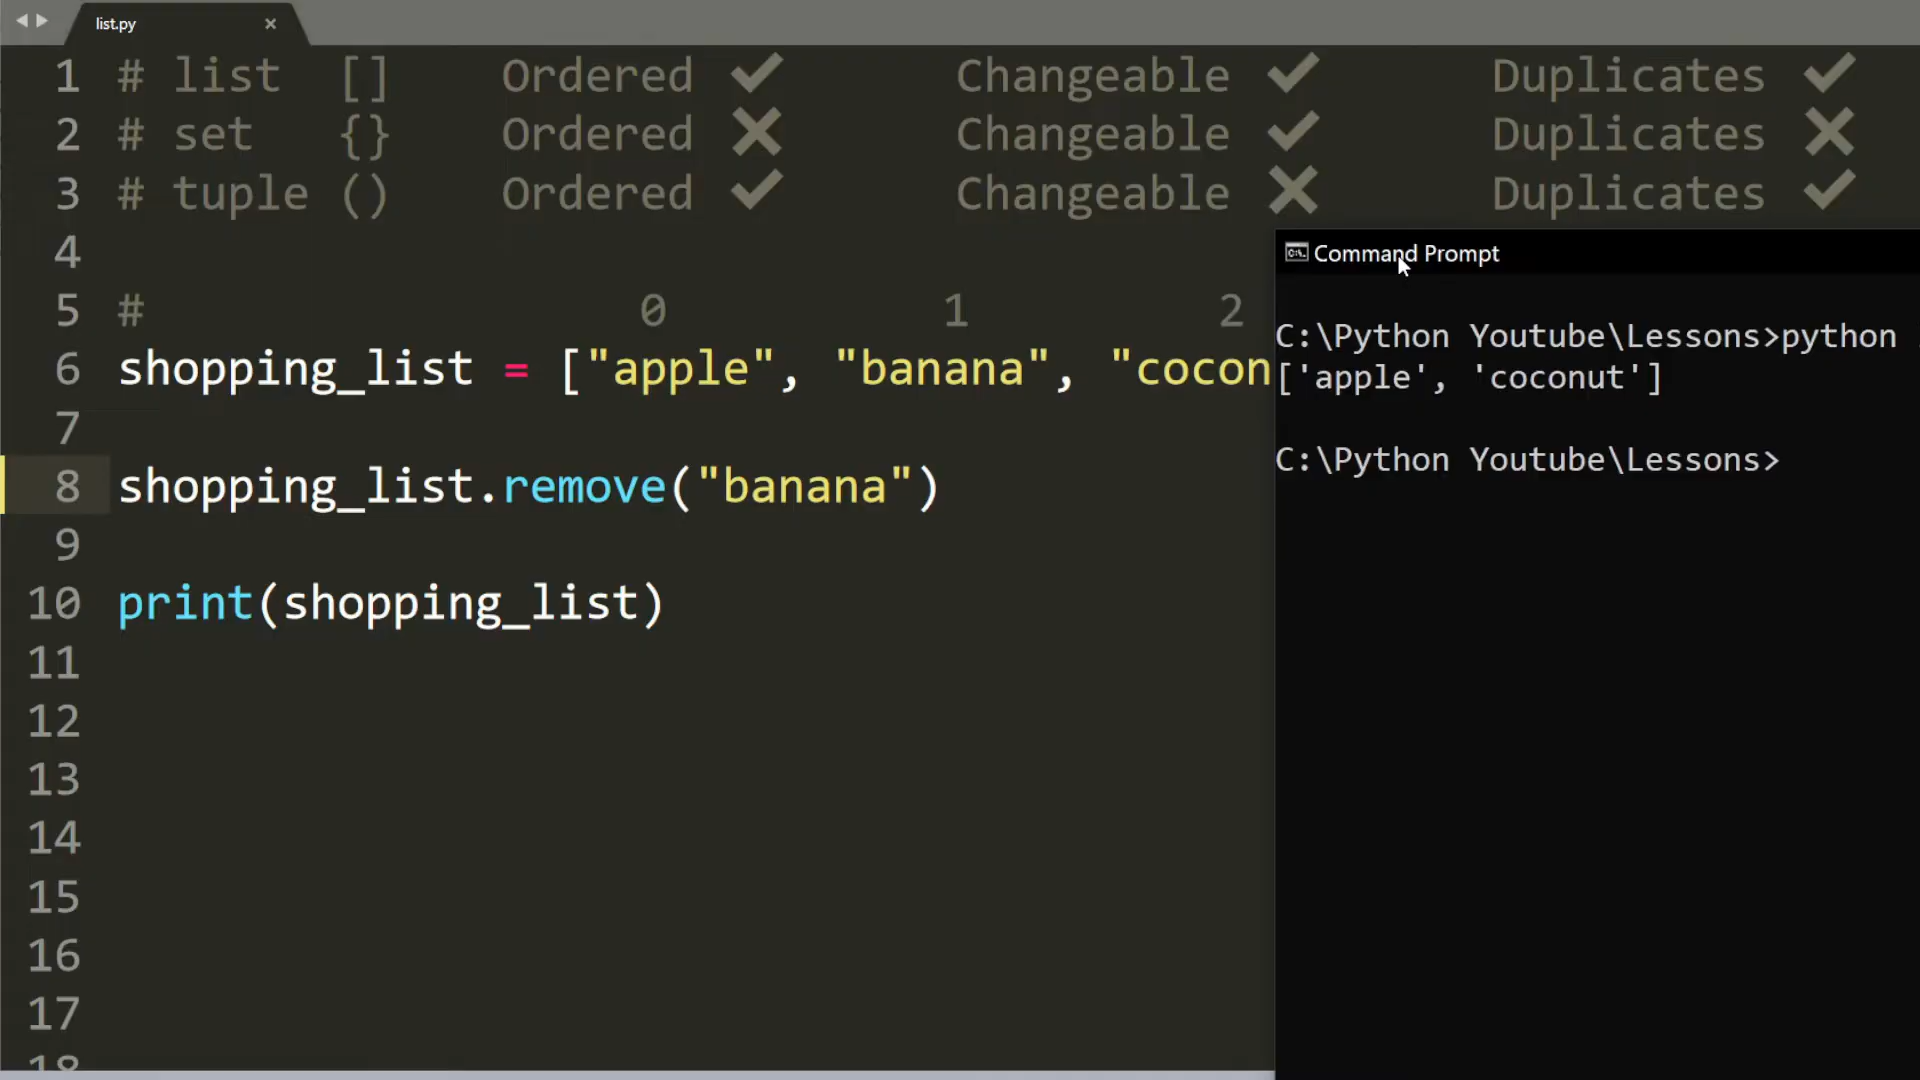 list.py ×
1 # list [] Ordered ✔ Changeable ✔ Duplicates ✔
2 # set {} Ordered ✖ Changeable ✔ Duplicates ✖
3 # tuple () Ordered ✔ Changeable ✖ Duplicates ✔
4
5 # 0 1 2
6 shopping_list = ["apple", "banana", "cocon
7
8 shopping_list.remove("banana")
9
10 print(shopping_list)
11
12
13
14
15
16
17
18
Command Prompt
C:\Python Youtube\Lessons>python
['apple', 'coconut']
C:\Python Youtube\Lessons>